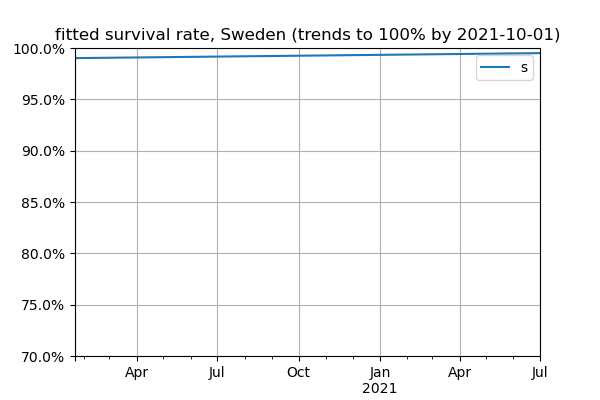 fitted survival rate, Sweden (trends to 100% by 2021-10-01)
100.0%
s
95.0%
90.0%
85.0%
80.0%
75.0%
70.0%
Apr Jul Oct Jan Apr Jul
2021